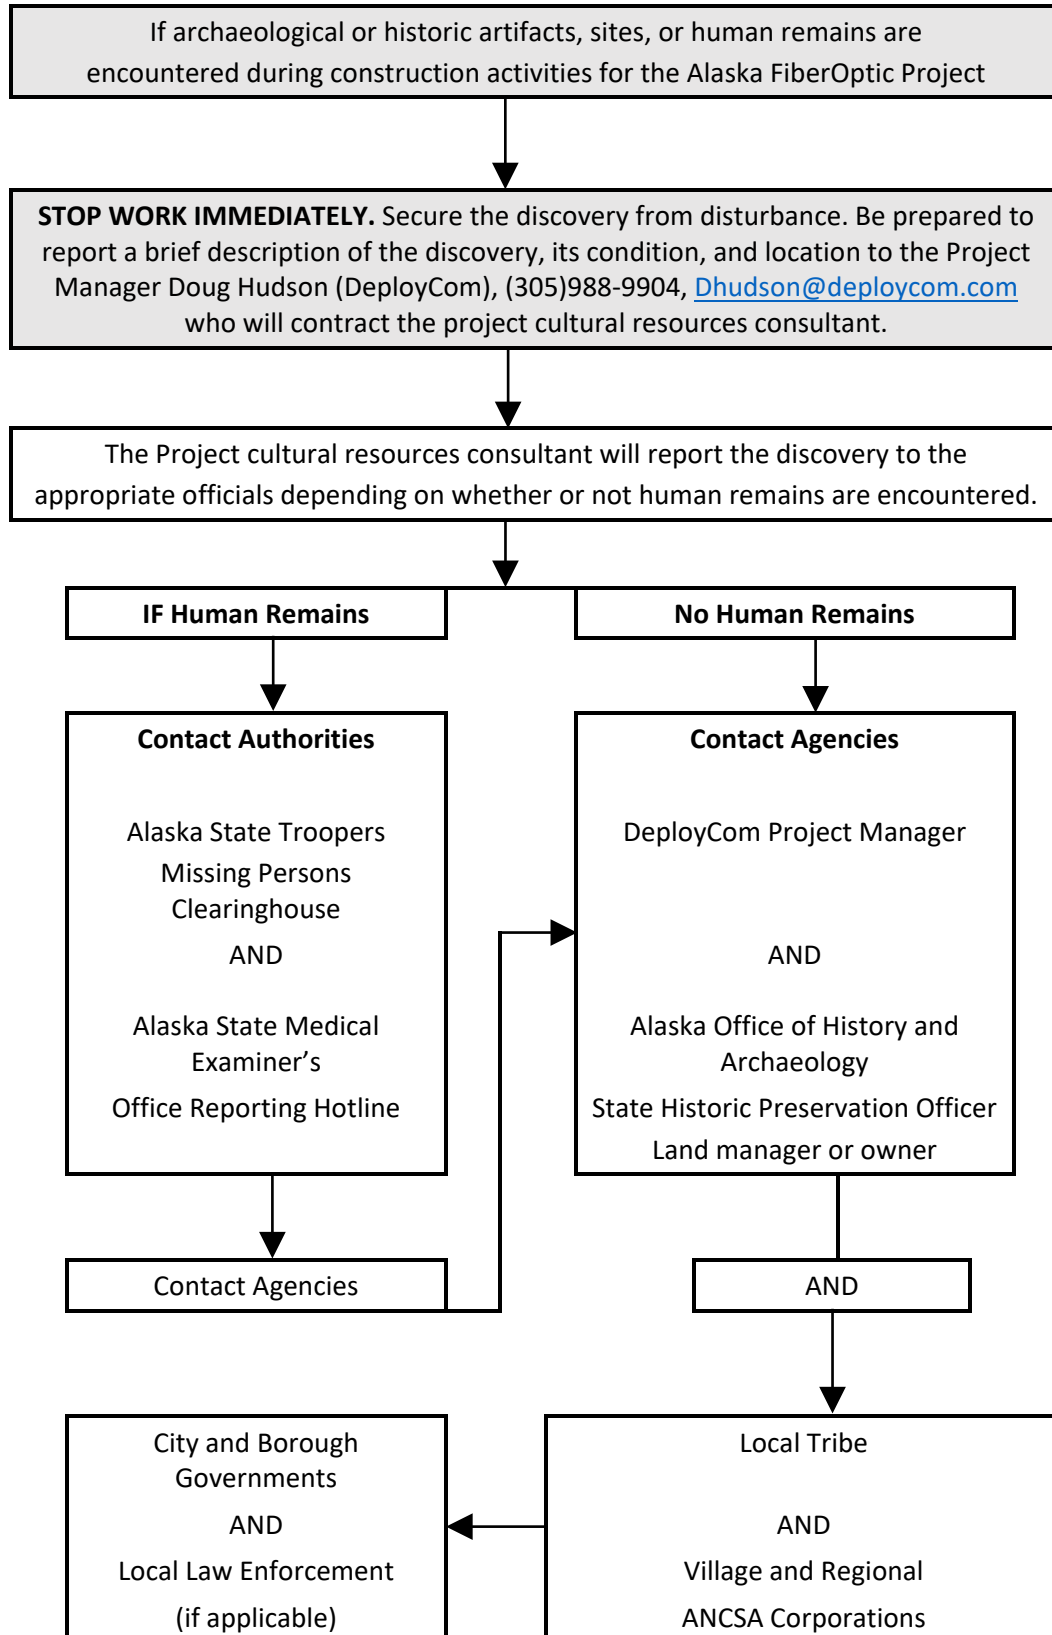 If archaeological or historic artifacts, sites, or human remains are
encountered during construction activities for the Alaska FiberOptic Project
STOP WORK IMMEDIATELY. Secure the discovery from disturbance. Be prepared to
report a brief description of the discovery, its condition, and location to the Project
Manager Doug Hudson (DeployCom), (305)988-9904, Dhudson@deploycom.com
who will contract the project cultural resources consultant.
The Project cultural resources consultant will report the discovery to the
appropriate officials depending on whether or not human remains are encountered.
IF Human Remains
No Human Remains
Contact Authorities
Alaska State Troopers
Missing Persons
Clearinghouse
AND
Alaska State Medical
Examiner’s
Office Reporting Hotline
Contact Agencies
DeployCom Project Manager
AND
Alaska Office of History and
Archaeology
State Historic Preservation Officer
Land manager or owner
Contact Agencies
AND
City and Borough
Governments
AND
Local Law Enforcement
(if applicable)
Local Tribe
AND
Village and Regional
ANCSA Corporations